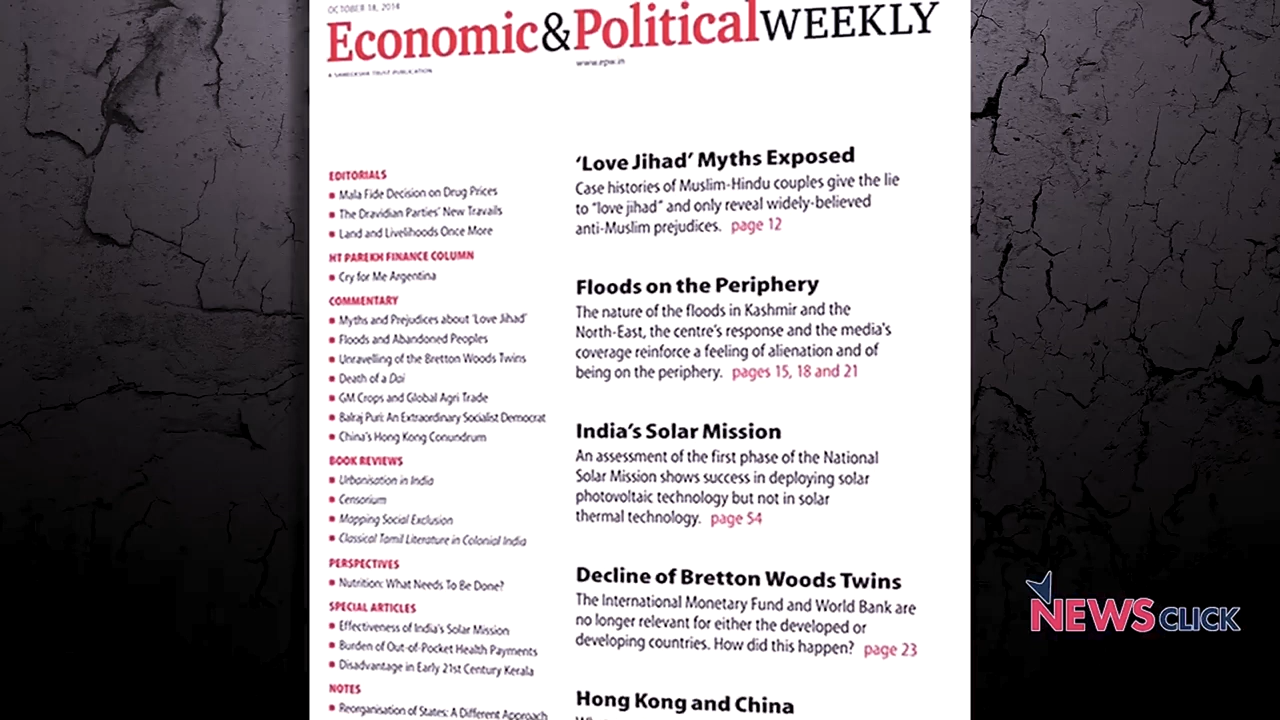 OCTOBER 18, 2014
Economic&PoliticalWEEKLY
A SAMEEKSHA TRUST PUBLICATION
www.epw.in
EDITORIALS
Mala Fide Decision on Drug Prices
The Dravidian Parties' New Travails
Land and Livelihoods Once More
HT PAREKH FINANCE COLUMN
Cry for Me Argentina
COMMENTARY
Myths and Prejudices about 'Love Jihad'
Floods and Abandoned Peoples
Unravelling of the Bretton Woods Twins
Death of a Dai
GM Crops and Global Agri Trade
Balraj Puri: An Extraordinary Socialist Democrat
China's Hong Kong Conundrum
BOOK REVIEWS
Urbanisation in India
Censorium
Mapping Social Exclusion
Classical Tamil Literature in Colonial India
PERSPECTIVES
Nutrition: What Needs To Be Done?
SPECIAL ARTICLES
Effectiveness of India's Solar Mission
Burden of Out-of-Pocket Health Payments
Disadvantage in Early 21st Century Kerala
NOTES
Reorganisation of States: A Different Approach
'Love Jihad' Myths Exposed
Case histories of Muslim-Hindu couples give the lie
to "love jihad" and only reveal widely-believed
anti-Muslim prejudices. page 12
Floods on the Periphery
The nature of the floods in Kashmir and the
North-East, the centre's response and the media's
coverage reinforce a feeling of alienation and of
being on the periphery. pages 15, 18 and 21
India's Solar Mission
An assessment of the first phase of the National
Solar Mission shows success in deploying solar
photovoltaic technology but not in solar
thermal technology. page 54
Decline of Bretton Woods Twins
The International Monetary Fund and World Bank are
no longer relevant for either the developed or
developing countries. How did this happen? page 23
Hong Kong and China
NEWSCLICK